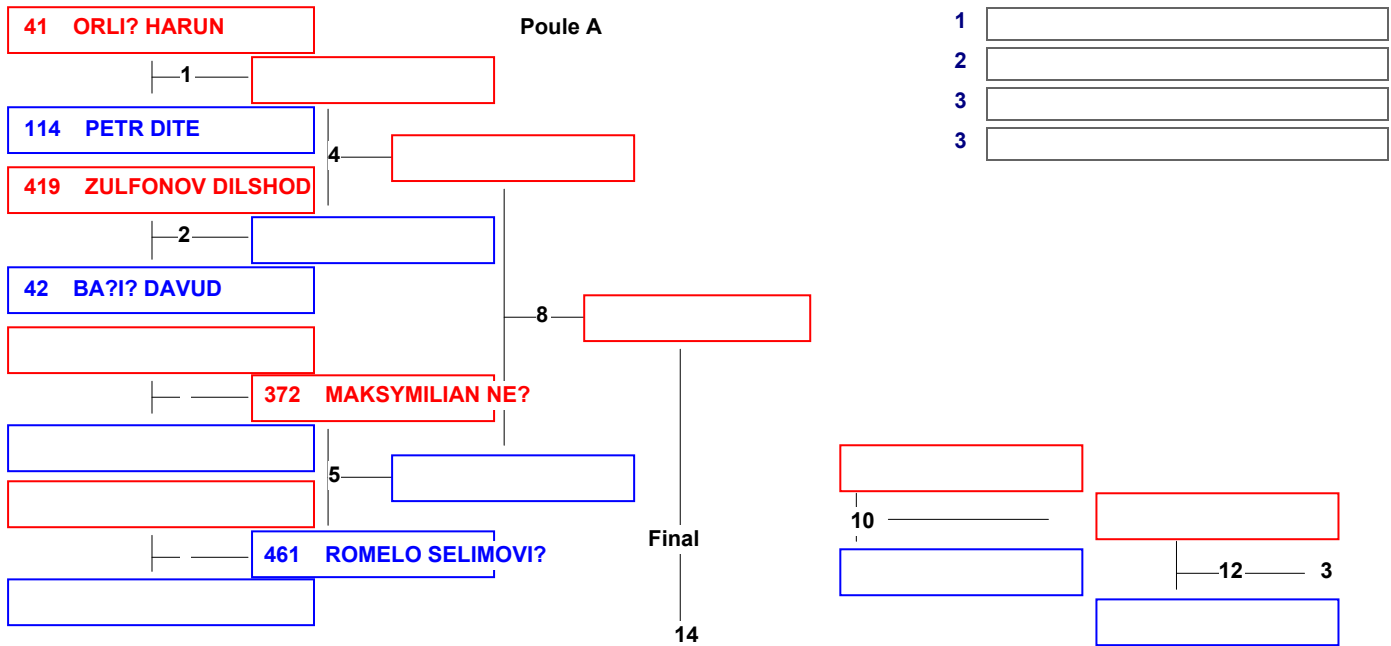 41 ORLI? HARUN
Poule A
1
1
2
114 PETR DITE
3
4
3
419 ZULFONOV DILSHOD
2
42 BA?I? DAVUD
8
372 MAKSYMILIAN NE?
5
10
461 ROMELO SELIMOVI?
Final
12 3
14